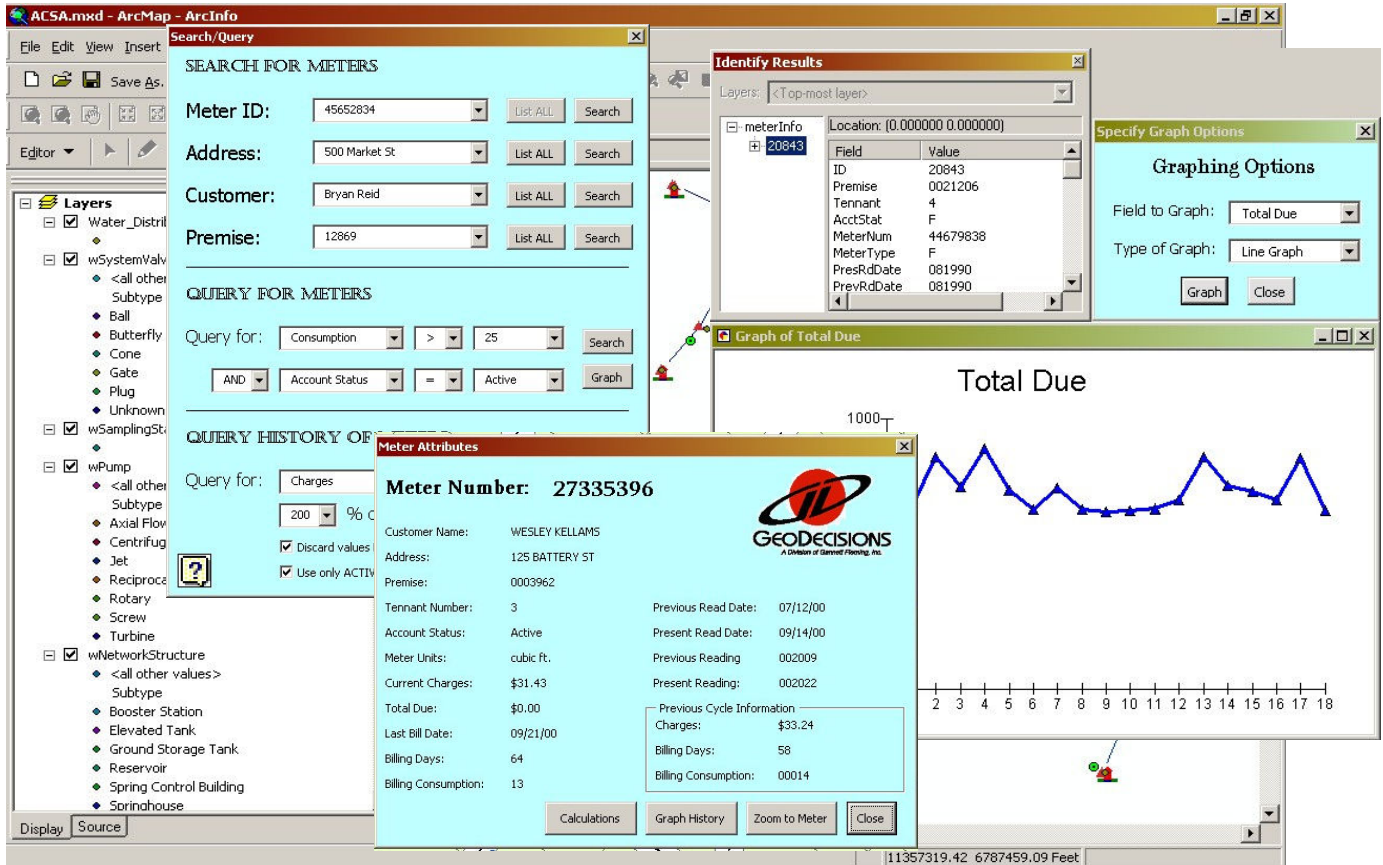 ACSA.mxd - ArcMap - ArcInfo
File Edit View Insert
Save As.
Editor
Layers
Water_Distrib
wSystemValv
<all other
Subtype
Ball
Butterfly
Cone
Gate
Plug
Unknown
wSamplingSta
wPump
<all other
Subtype
Axial Flow
Centrifug
Jet
Reciproca
Rotary
Screw
Turbine
wNetworkStructure
<all other values>
Subtype
Booster Station
Elevated Tank
Ground Storage Tank
Reservoir
Spring Control Building
Springhouse
Display Source
11357319.42 6787459.09 Feet
Search/Query
SEARCH FOR METERS
Meter ID: 45652834 List ALL Search
Address: 500 Market St List ALL Search
Customer: Bryan Reid List ALL Search
Premise: 12869 List ALL Search
QUERY FOR METERS
Query for: Consumption > 25 Search
AND Account Status = Active Graph
QUERY HISTORY OF
Query for: Charges
200 %
Discard values
Use only ACTIV
Identify Results
Layers: <Top-most layer>
meterInfo
20843
Location: (0.000000 0.000000)
Field Value
ID 20843
Premise 0021206
Tennant 4
AcctStat F
MeterNum 44679838
MeterType F
PresRdDate 081990
PrevRdDate 081990
Specify Graph Options
Graphing Options
Field to Graph: Total Due
Type of Graph: Line Graph
Graph Close
Graph of Total Due
Total Due
1000
2 3 4 5 6 7 8 9 10 11 12 13 14 15 16 17 18
Meter Attributes
Meter Number: 27335396
GEODECISIONS
A Division of Gannett Fleming, Inc.
Customer Name: WESLEY KELLAMS
Address: 125 BATTERY ST
Premise: 0003962
Tennant Number: 3 Previous Read Date: 07/12/00
Account Status: Active Present Read Date: 09/14/00
Meter Units: cubic ft. Previous Reading 002009
Current Charges: $31.43 Present Reading: 002022
Total Due: $0.00 Previous Cycle Information
Charges: $33.24
Last Bill Date: 09/21/00
Billing Days: 58
Billing Days: 64
Billing Consumption: 00014
Billing Consumption: 13
Calculations Graph History Zoom to Meter Close